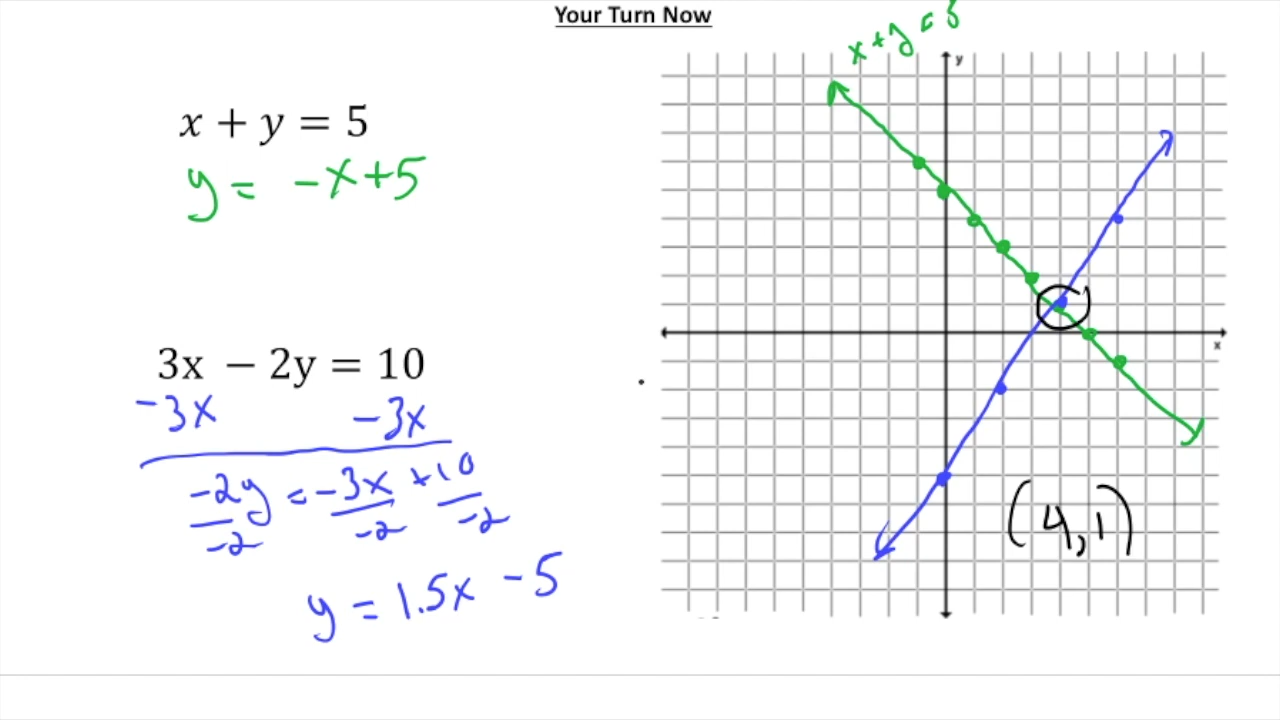 Your Turn Now
x + y = 5
y = -x+5
3x − 2y = 10
-3x -3x
-2y = -3x +10
-2 -2 -2
y = 1.5x - 5
x+y=5
y
x
(4,1)